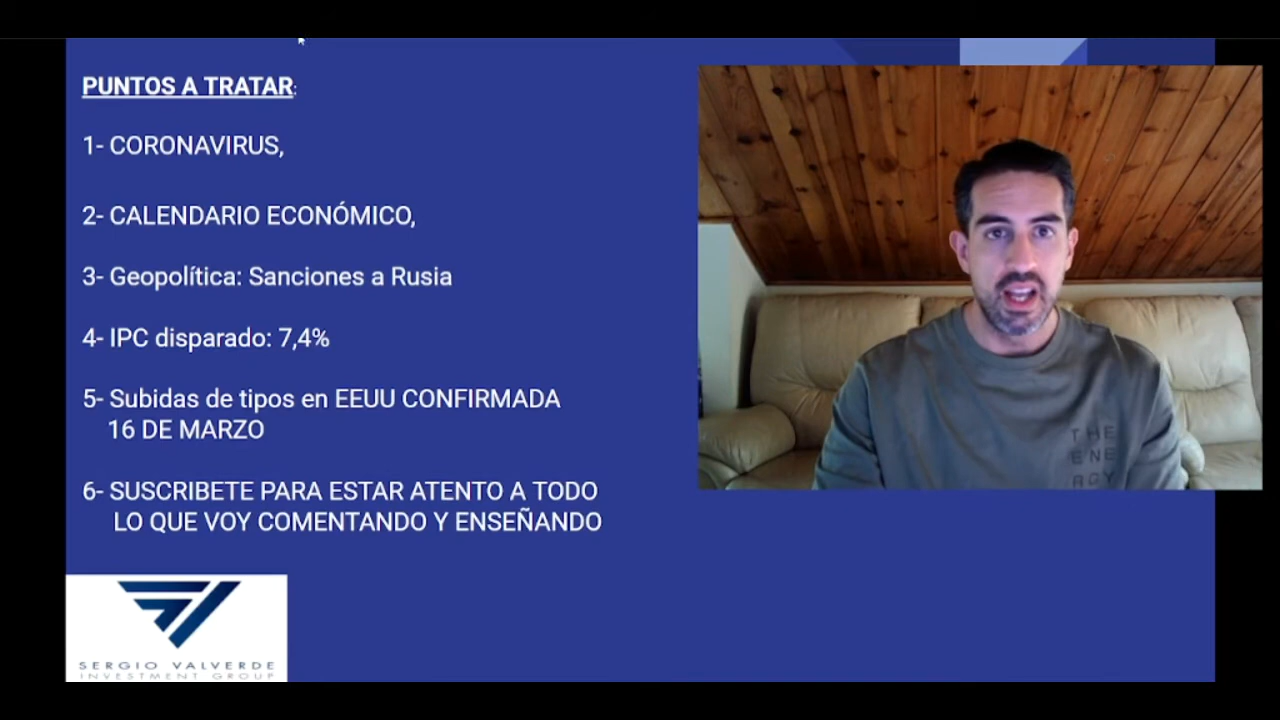 PUNTOS A TRATAR:
1- CORONAVIRUS,
2- CALENDARIO ECONÓMICO,
3- Geopolítica: Sanciones a Rusia
4- IPC disparado: 7,4%
5- Subidas de tipos en EEUU CONFIRMADA
16 DE MARZO
6- SUSCRIBETE PARA ESTAR ATENTO A TODO
LO QUE VOY COMENTANDO Y ENSEÑANDO
SERGIO VALVERDE
INVESTMENT GROUP
THE
ENE
RGY